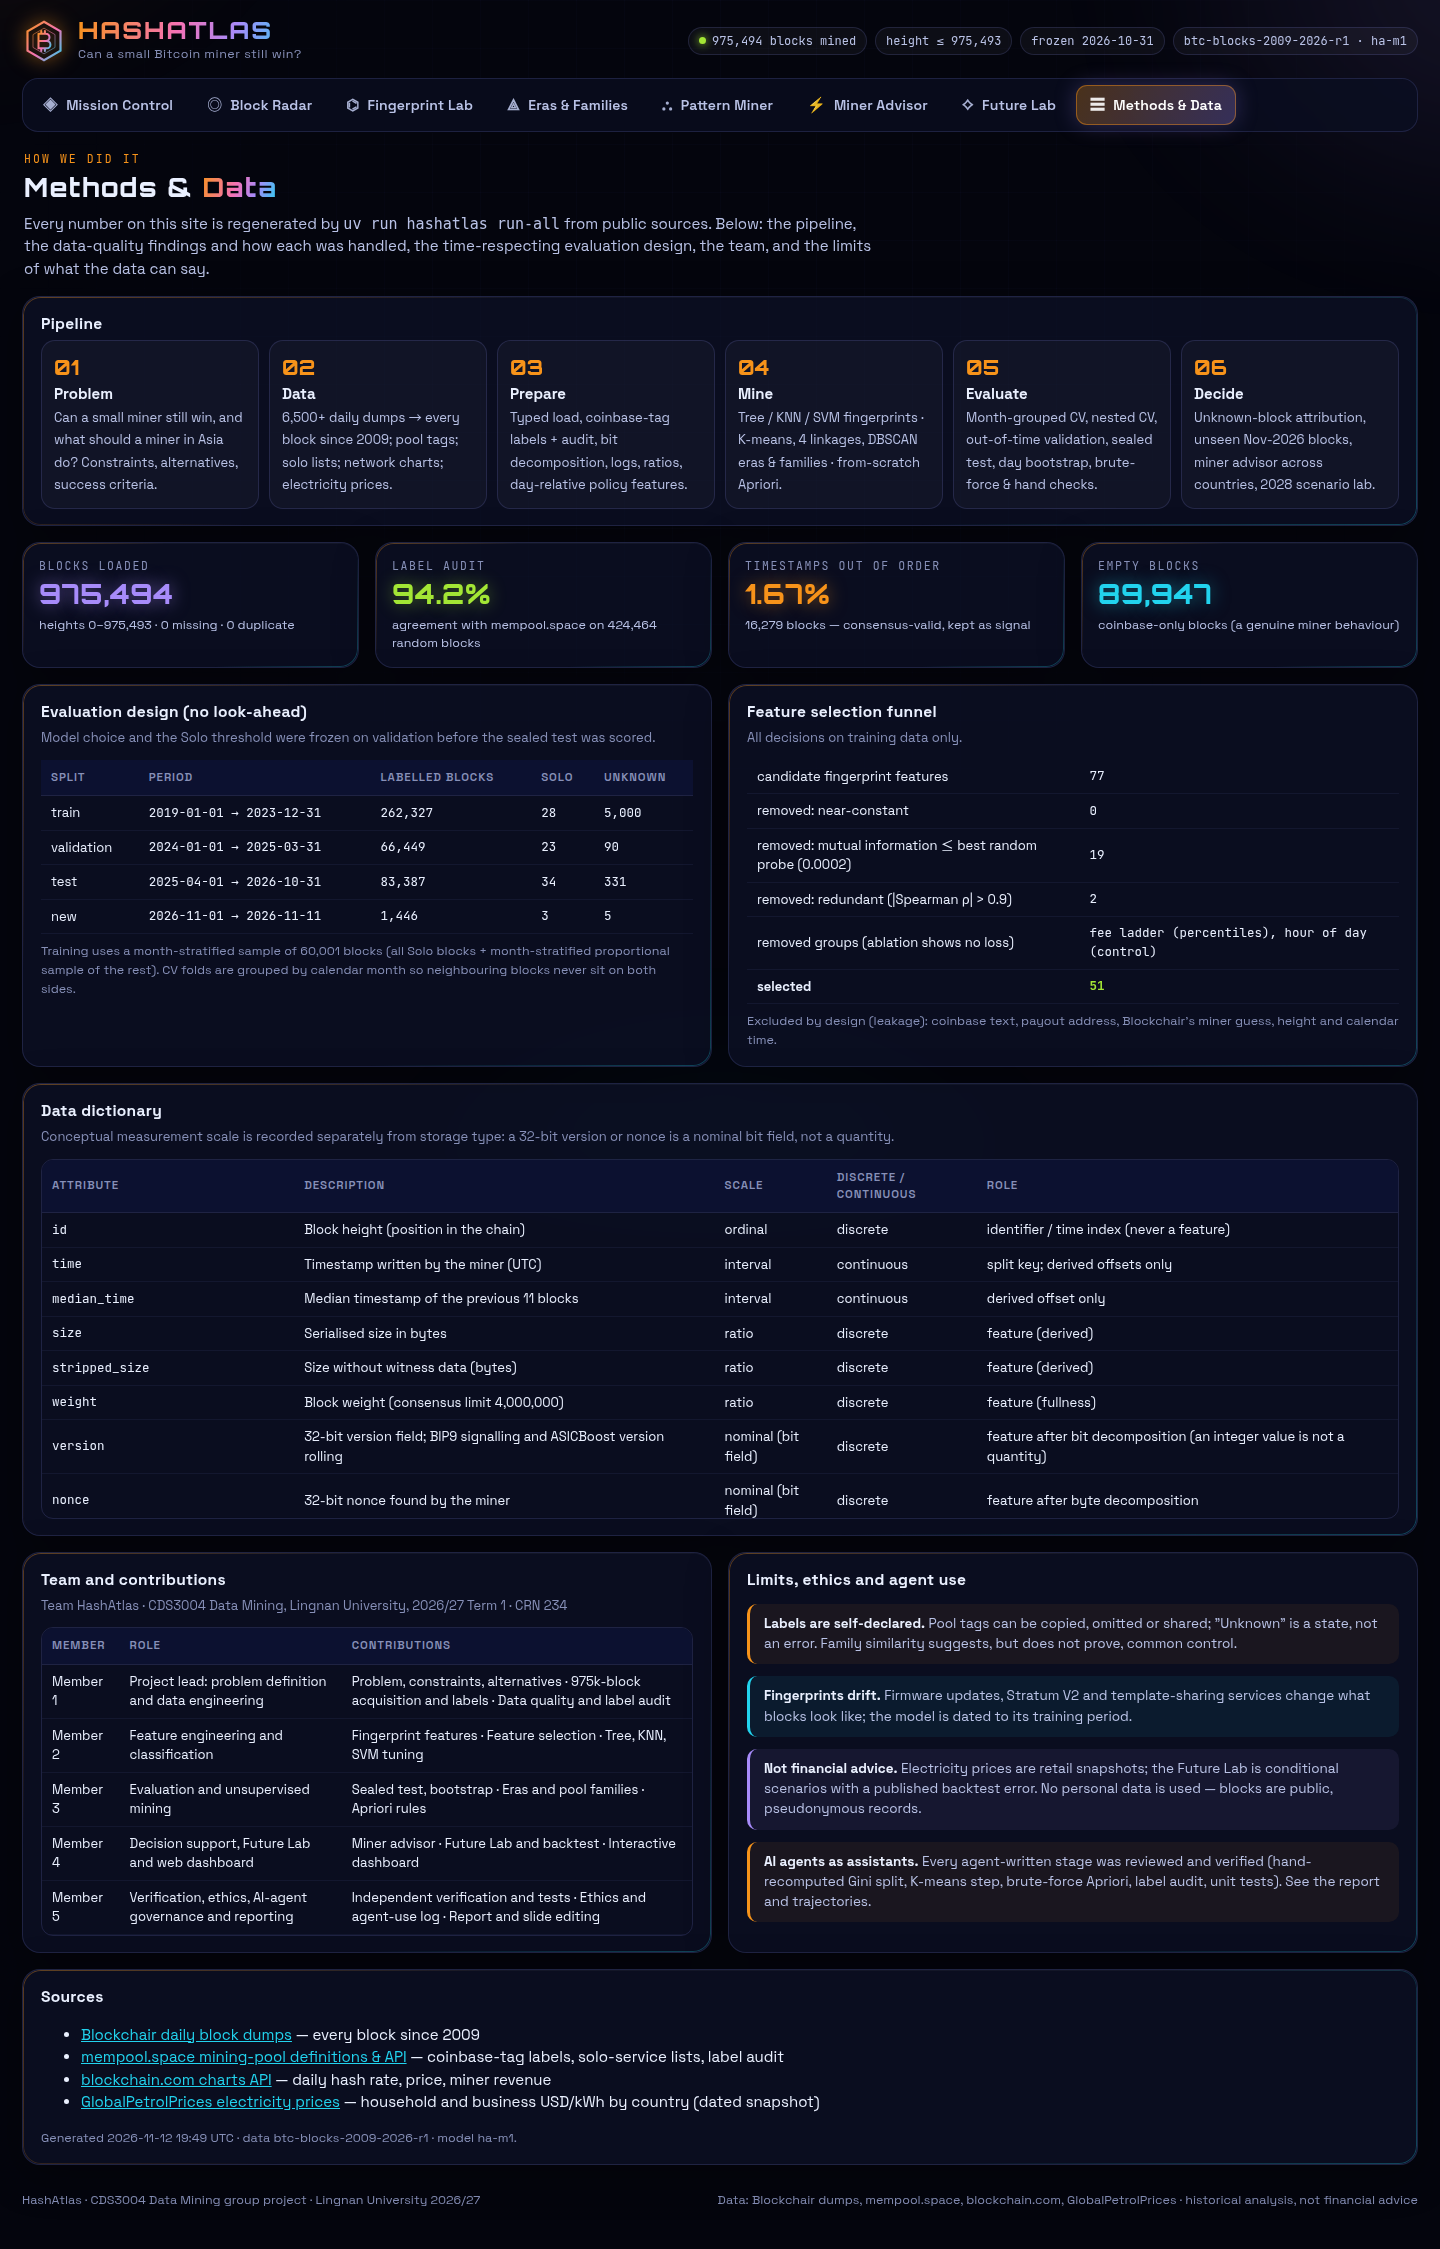 HASHATLAS
Can a small Bitcoin miner still win?
975,494 blocks mined
height ≤ 975,493
frozen 2026-10-31
btc-blocks-2009-2026-r1 · ha-m1
Mission Control
Block Radar
Fingerprint Lab
Eras & Families
Pattern Miner
Miner Advisor
Future Lab
Methods & Data
HOW WE DID IT
Methods & Data
Every number on this site is regenerated by uv run hashatlas run-all from public sources. Below: the pipeline,
the data-quality findings and how each was handled, the time-respecting evaluation design, the team, and the limits
of what the data can say.
Pipeline
01
Problem
Can a small miner still win, and
what should a miner in Asia
do? Constraints, alternatives,
success criteria.
02
Data
6,500+ daily dumps → every
block since 2009; pool tags;
solo lists; network charts;
electricity prices.
03
Prepare
Typed load, coinbase-tag
labels + audit, bit
decomposition, logs, ratios,
day-relative policy features.
04
Mine
Tree / KNN / SVM fingerprints ·
K-means, 4 linkages, DBSCAN
eras & families · from-scratch
Apriori.
05
Evaluate
Month-grouped CV, nested CV,
out-of-time validation, sealed
test, day bootstrap, brute-
force & hand checks.
06
Decide
Unknown-block attribution,
unseen Nov-2026 blocks,
miner advisor across
countries, 2028 scenario lab.
BLOCKS LOADED
975,494
heights 0–975,493 · 0 missing · 0 duplicate
LABEL AUDIT
94.2%
agreement with mempool.space on 424,464
random blocks
TIMESTAMPS OUT OF ORDER
1.67%
16,279 blocks — consensus-valid, kept as signal
EMPTY BLOCKS
89,947
coinbase-only blocks (a genuine miner behaviour)
Evaluation design (no look-ahead)
Model choice and the Solo threshold were frozen on validation before the sealed test was scored.
SPLIT PERIOD LABELLED BLOCKS SOLO UNKNOWN
train 2019-01-01 → 2023-12-31 262,327 28 5,000
validation 2024-01-01 → 2025-03-31 66,449 23 90
test 2025-04-01 → 2026-10-31 83,387 34 331
new 2026-11-01 → 2026-11-11 1,446 3 5
Training uses a month-stratified sample of 60,001 blocks (all Solo blocks + month-stratified proportional
sample of the rest). CV folds are grouped by calendar month so neighbouring blocks never sit on both
sides.
Feature selection funnel
All decisions on training data only.
candidate fingerprint features 77
removed: near-constant 0
removed: mutual information ≤ best random
probe (0.0002) 19
removed: redundant (|Spearman ρ| > 0.9) 2
removed groups (ablation shows no loss) fee ladder (percentiles), hour of day
(control)
selected 51
Excluded by design (leakage): coinbase text, payout address, Blockchair's miner guess, height and calendar
time.
Data dictionary
Conceptual measurement scale is recorded separately from storage type: a 32-bit version or nonce is a nominal bit field, not a quantity.
ATTRIBUTE DESCRIPTION SCALE DISCRETE /
CONTINUOUS ROLE
id Block height (position in the chain) ordinal discrete identifier / time index (never a feature)
time Timestamp written by the miner (UTC) interval continuous split key; derived offsets only
median_time Median timestamp of the previous 11 blocks interval continuous derived offset only
size Serialised size in bytes ratio discrete feature (derived)
stripped_size Size without witness data (bytes) ratio discrete feature (derived)
weight Block weight (consensus limit 4,000,000) ratio discrete feature (fullness)
version 32-bit version field; BIP9 signalling and ASICBoost version
rolling nominal (bit
field) discrete feature after bit decomposition (an integer value is not a
quantity)
nonce 32-bit nonce found by the miner nominal (bit
field) discrete feature after byte decomposition
Team and contributions
Team HashAtlas · CDS3004 Data Mining, Lingnan University, 2026/27 Term 1 · CRN 234
MEMBER ROLE CONTRIBUTIONS
Member
1 Project lead: problem definition
and data engineering Problem, constraints, alternatives · 975k-block
acquisition and labels · Data quality and label audit
Member
2 Feature engineering and
classification Fingerprint features · Feature selection · Tree, KNN,
SVM tuning
Member
3 Evaluation and unsupervised
mining Sealed test, bootstrap · Eras and pool families ·
Apriori rules
Member
4 Decision support, Future Lab
and web dashboard Miner advisor · Future Lab and backtest · Interactive
dashboard
Member
5 Verification, ethics, AI-agent
governance and reporting Independent verification and tests · Ethics and
agent-use log · Report and slide editing
Limits, ethics and agent use
Labels are self-declared. Pool tags can be copied, omitted or shared; "Unknown" is a state, not
an error. Family similarity suggests, but does not prove, common control.
Fingerprints drift. Firmware updates, Stratum V2 and template-sharing services change what
blocks look like; the model is dated to its training period.
Not financial advice. Electricity prices are retail snapshots; the Future Lab is conditional
scenarios with a published backtest error. No personal data is used — blocks are public,
pseudonymous records.
AI agents as assistants. Every agent-written stage was reviewed and verified (hand-
recomputed Gini split, K-means step, brute-force Apriori, label audit, unit tests). See the report
and trajectories.
Sources
• Blockchair daily block dumps — every block since 2009
• mempool.space mining-pool definitions & API — coinbase-tag labels, solo-service lists, label audit
• blockchain.com charts API — daily hash rate, price, miner revenue
• GlobalPetrolPrices electricity prices — household and business USD/kWh by country (dated snapshot)
Generated 2026-11-12 19:49 UTC · data btc-blocks-2009-2026-r1 · model ha-m1.
HashAtlas · CDS3004 Data Mining group project · Lingnan University 2026/27
Data: Blockchair dumps, mempool.space, blockchain.com, GlobalPetrolPrices · historical analysis, not financial advice